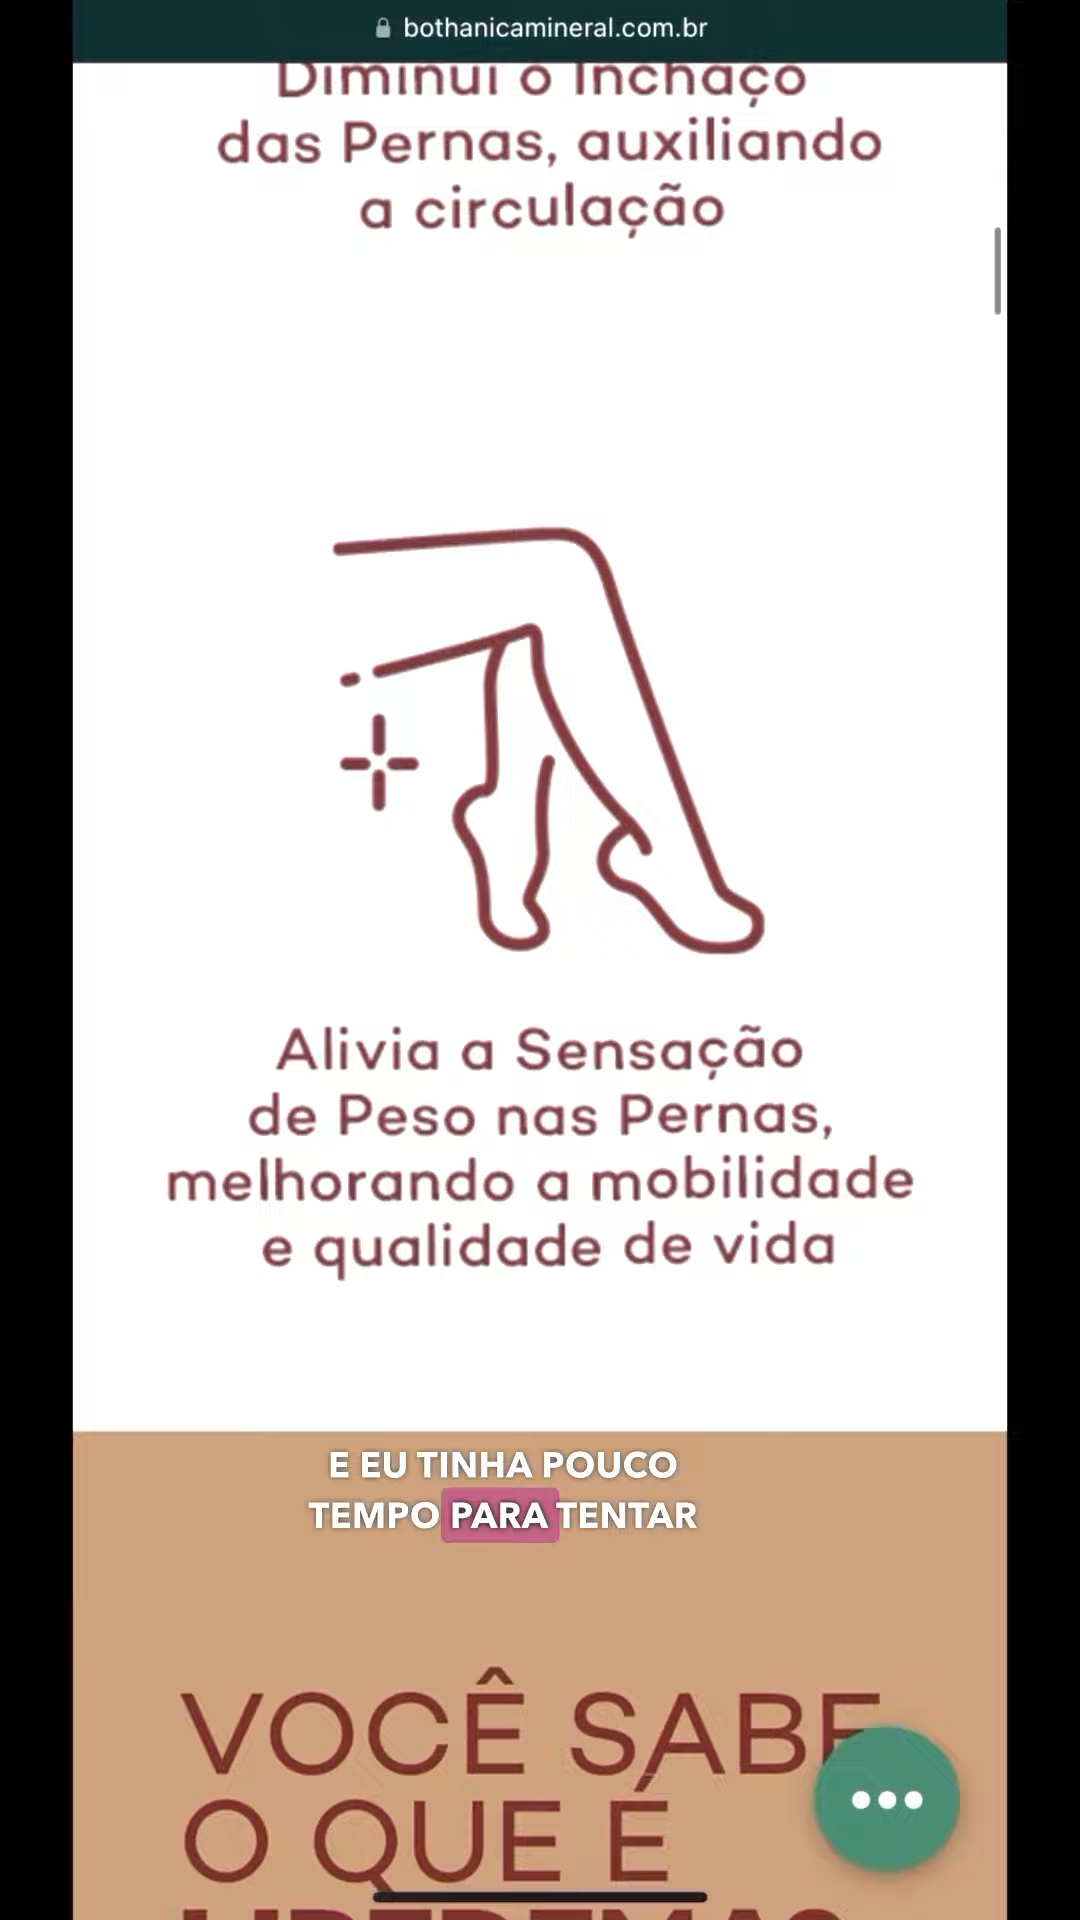 bothanicamineral.com.br
Diminui o Inchaço
das Pernas, auxiliando
a circulação
Alivia a Sensação
de Peso nas Pernas,
melhorando a mobilidade
e qualidade de vida
E EU TINHA POUCO
TEMPO PARA TENTAR
VOCÊ SABE
O QUE É